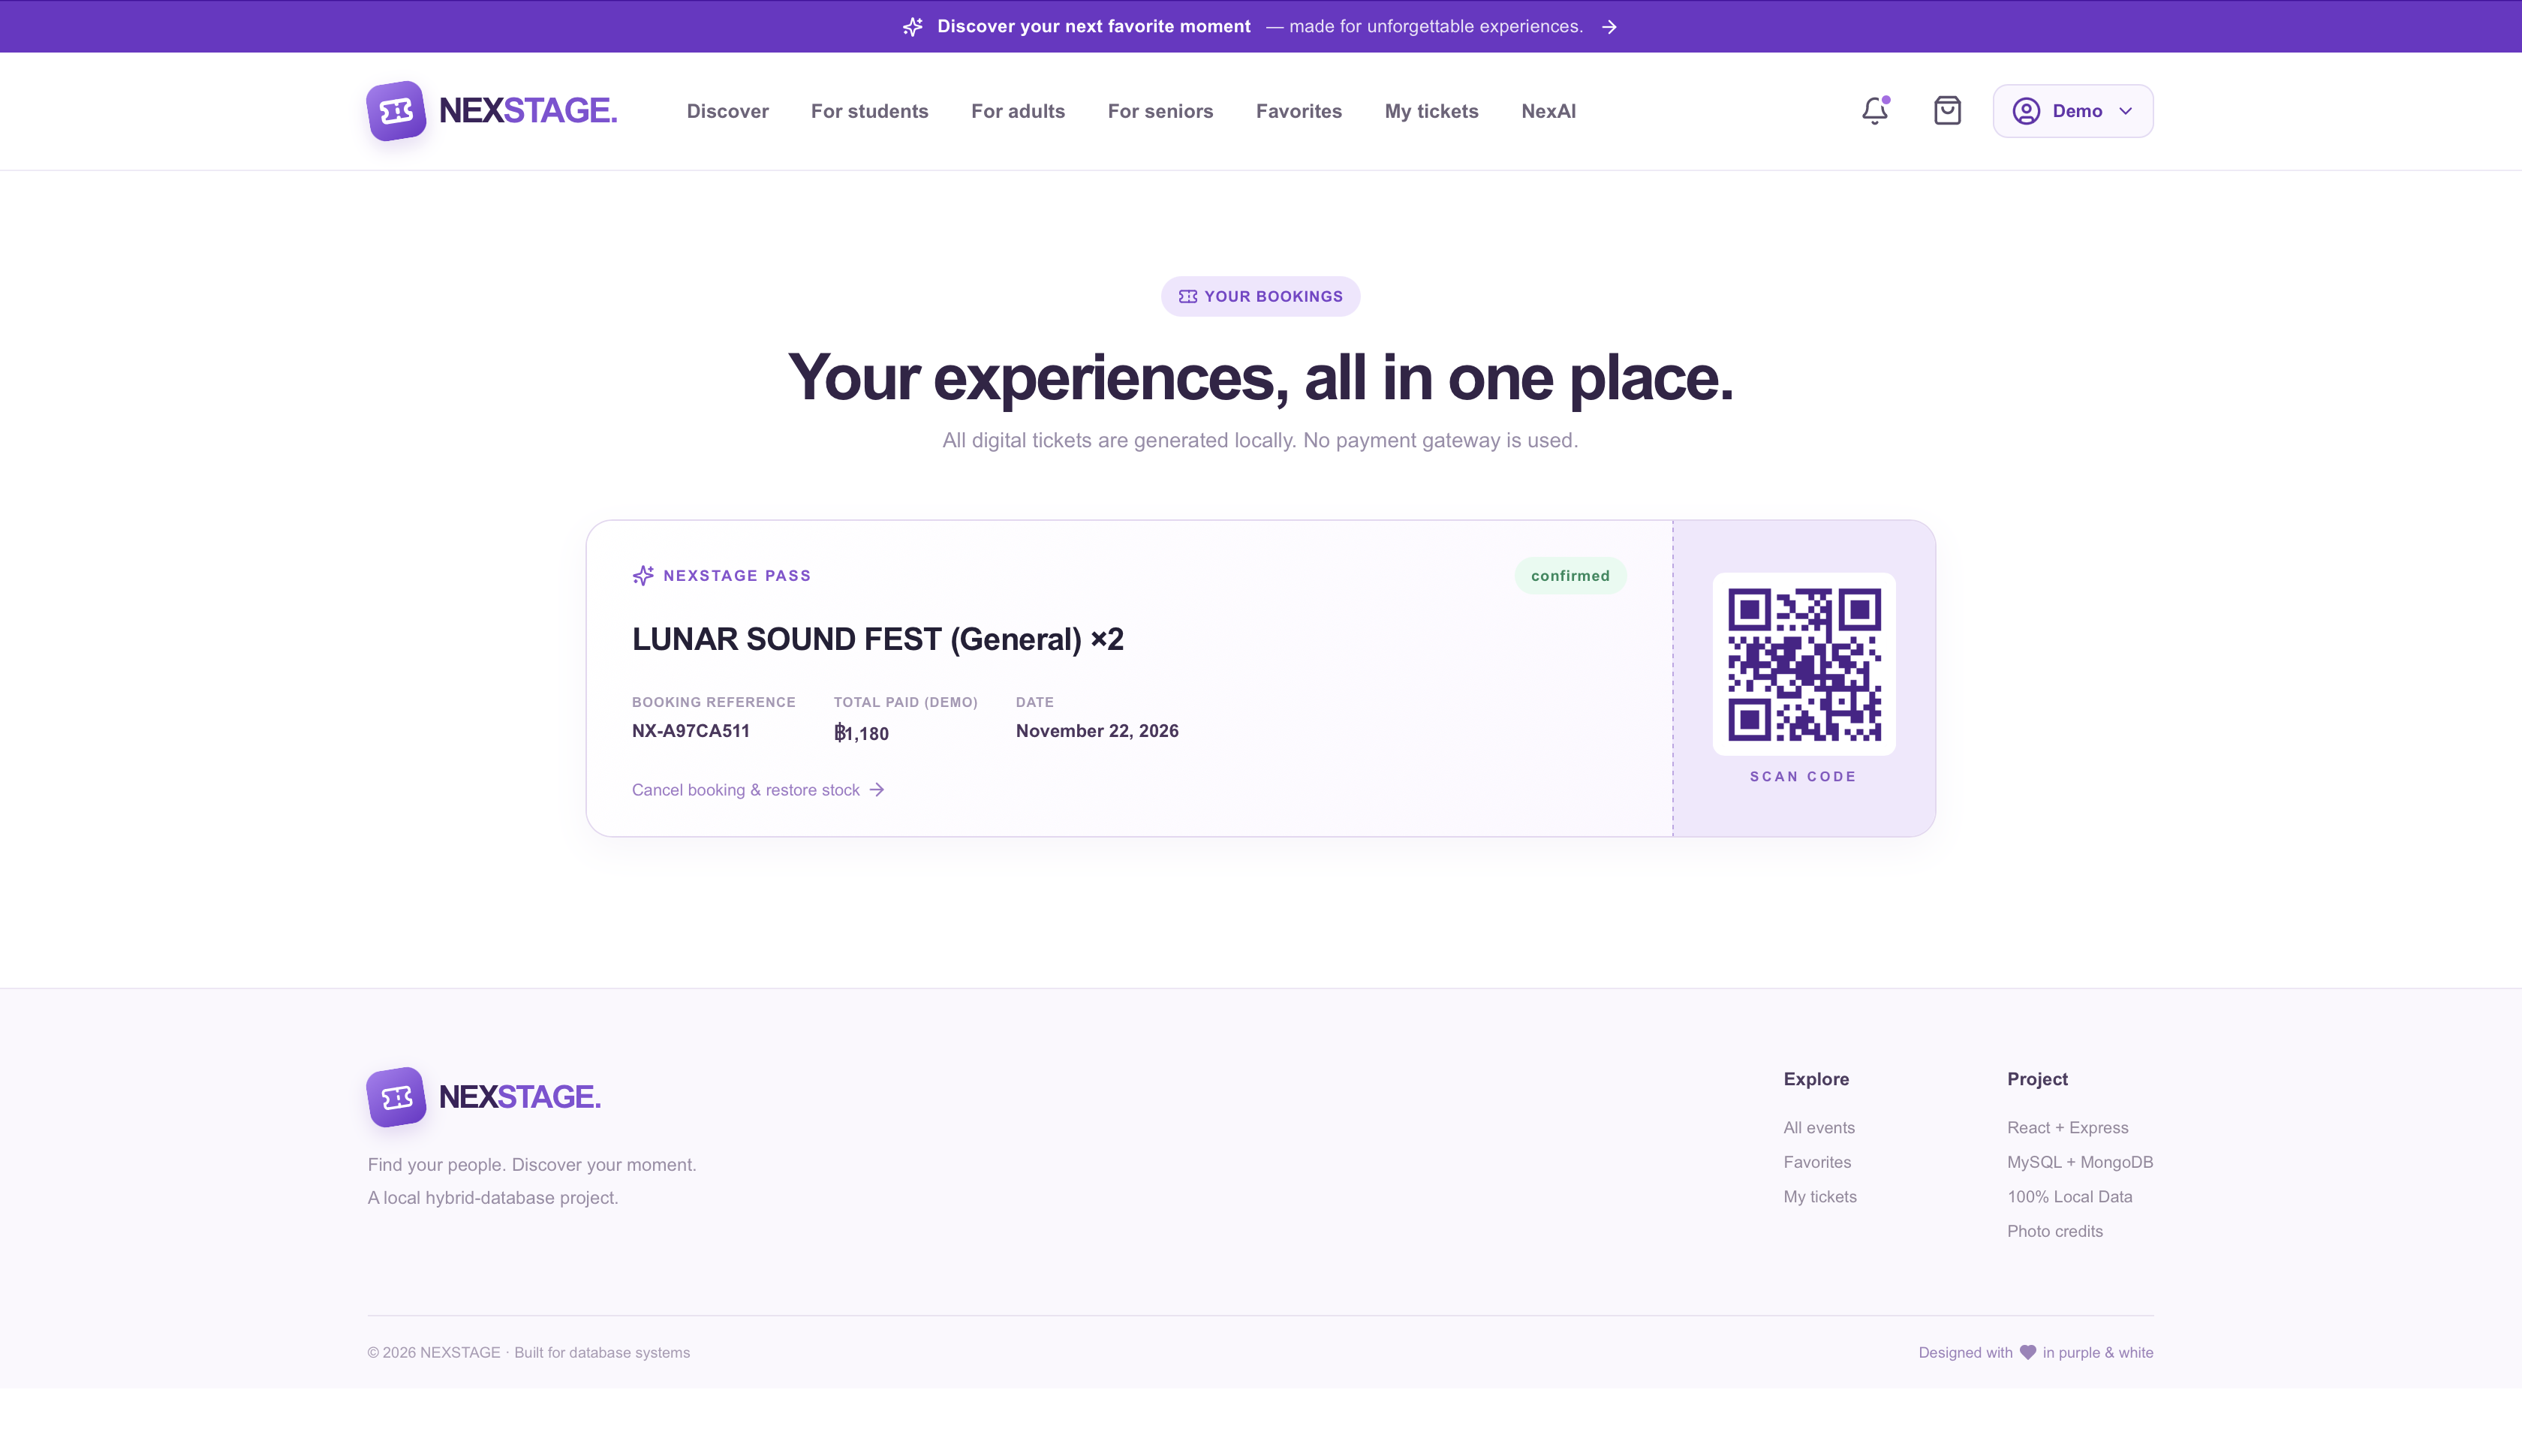 Discover your next favorite moment — made for unforgettable experiences.
NEXSTAGE.
Discover For students For adults For seniors Favorites My tickets NexAI
Demo
YOUR BOOKINGS
Your experiences, all in one place.
All digital tickets are generated locally. No payment gateway is used.
NEXSTAGE PASS
confirmed
LUNAR SOUND FEST (General) ×2
BOOKING REFERENCE TOTAL PAID (DEMO) DATE
NX-A97CA511 ฿1,180 November 22, 2026
Cancel booking & restore stock
SCAN CODE
NEXSTAGE.
Find your people. Discover your moment.
A local hybrid-database project.
Explore
All events
Favorites
My tickets
Project
React + Express
MySQL + MongoDB
100% Local Data
Photo credits
© 2026 NEXSTAGE · Built for database systems
Designed with in purple & white